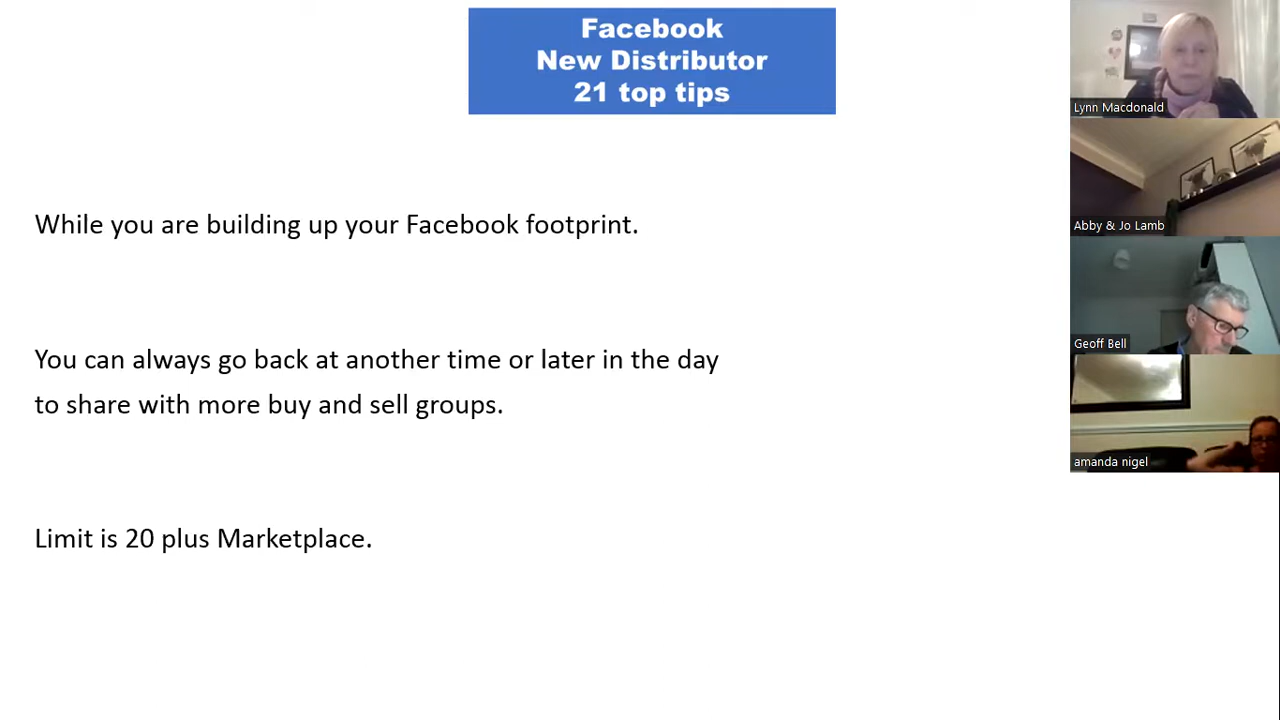 Facebook
New Distributor
21 top tips
While you are building up your Facebook footprint.
You can always go back at another time or later in the day
to share with more buy and sell groups.
Limit is 20 plus Marketplace.
Lynn Macdonald
Abby & Jo Lamb
Geoff Bell
amanda nigel